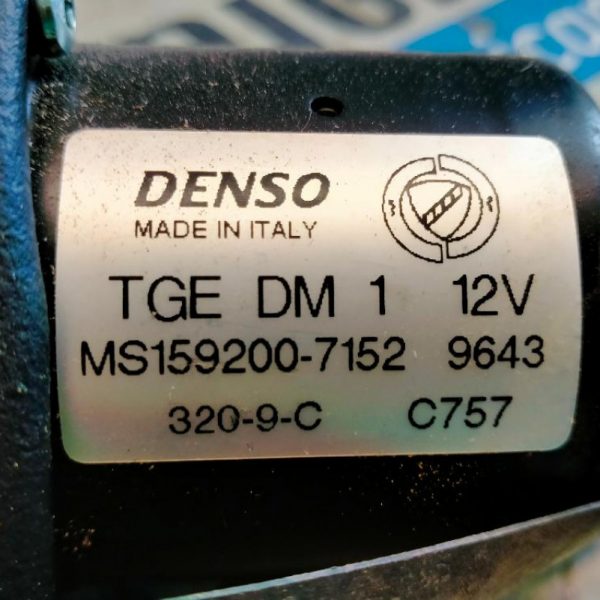 DENSO
MADE IN ITALY
TGE DM 1 12V
MS159200-7152 9643
320-9-C C757